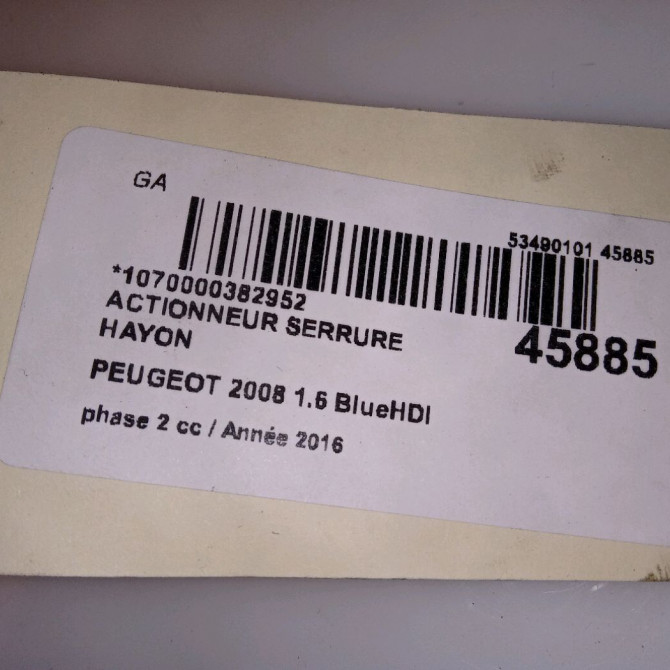 GA
53490101 45885
*1070000382952
45885
ACTIONNEUR SERRURE
HAYON
PEUGEOT 2008 1.6 BlueHDI
phase 2 cc / Année 2016